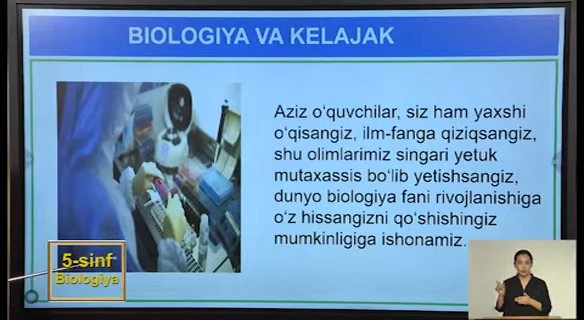 BIOLOGIYA VA KELAJAK
Aziz o‘quvchilar, siz ham yaxshi
o‘qisangiz, ilm-fanga qiziqsangiz,
shu olimlarimiz singari yetuk
mutaxassis bo‘lib yetishsangiz,
dunyo biologiya fani rivojlanishiga
o‘z hissangizni qo‘shishingiz
mumkinligiga ishonamiz.
5-sinf
Biologiya